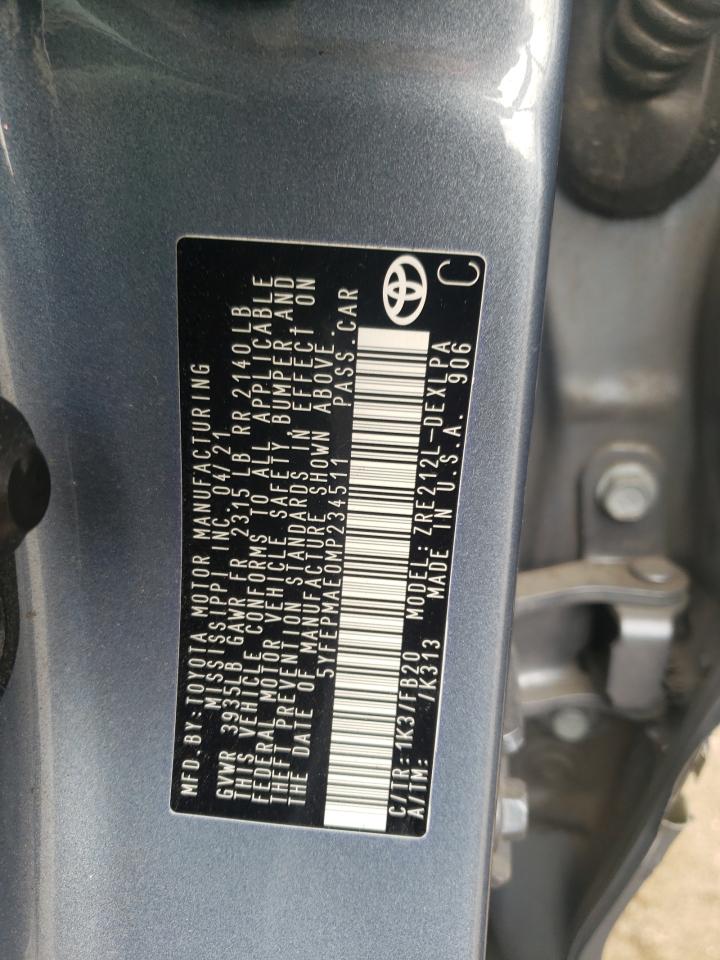 MFD.BY:TOYOTA MOTOR MANUFACTURING
MISSISSIPPI INC. 04/21
GVWR 3935LB GAWR FR 2315 LB RR 2140LB
THIS VEHICLE CONFORMS TO ALL APPLICABLE
FEDERAL MOTOR VEHICLE SAFETY, BUMPER, AND
THEFT PREVENTION STANDARDS IN EFFECT ON
THE DATE OF MANUFACTURE SHOWN ABOVE.
5YFEPMAE0MP234511 PASS.CAR
C/TR: 1K3/FB20 MODEL: ZRE212L-DEXLPA
A/TM: -/K313 MADE IN U.S.A. 906
C